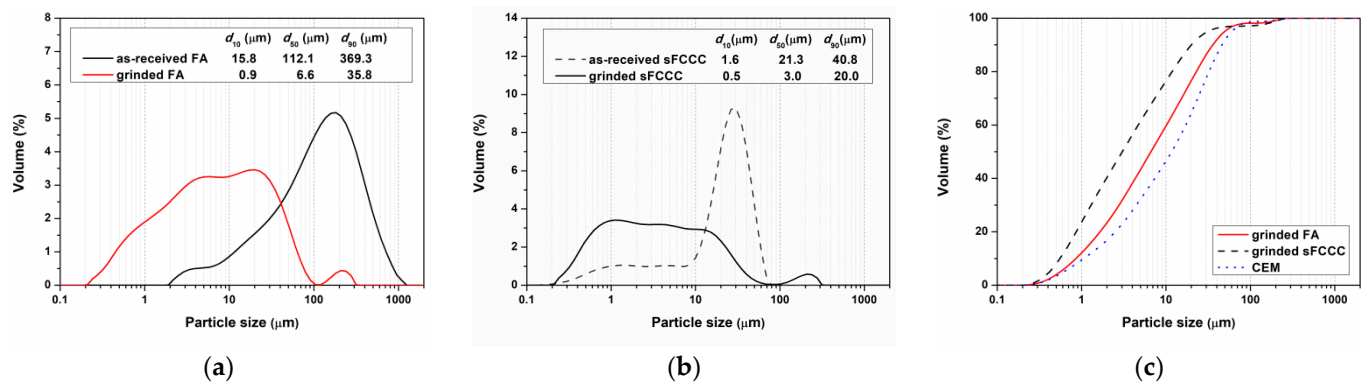 d10 (μm) d50 (μm) d90 (μm)
as-received FA 15.8 112.1 369.3
grinded FA 0.9 6.6 35.8
Volume (%)
8
7
6
5
4
3
2
1
0
0.1 1 10 100 1000
Particle size (μm)
(a)
d10(μm) d50(μm) d90(μm)
as-received sFCCC 1.6 21.3 40.8
grinded sFCCC 0.5 3.0 20.0
Volume (%)
14
12
10
8
6
4
2
0
0.1 1 10 100 1000
Particle size (μm)
(b)
Volume (%)
100
80
60
40
20
0
grinded FA
grinded sFCCC
CEM
0.1 1 10 100 1000
Particle size (μm)
(c)